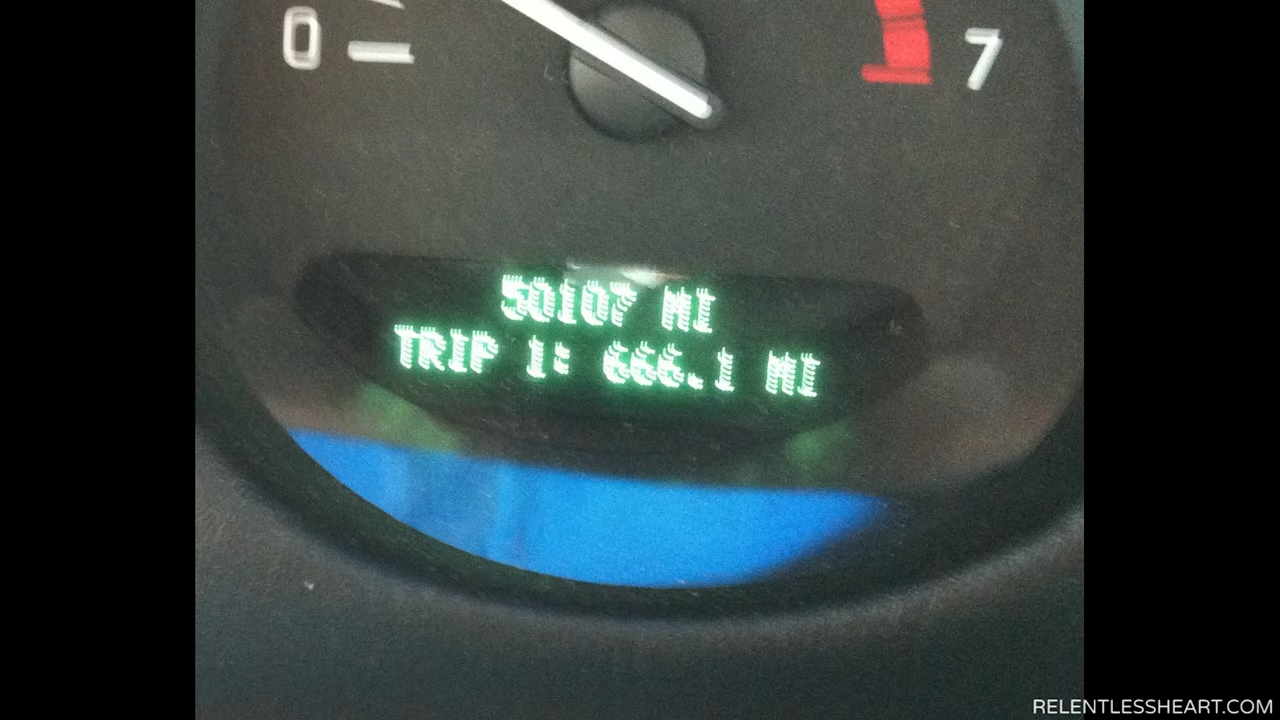 0
7
50107 MI
TRIP 1: 666.1 MI
RELENTLESSHEART.COM